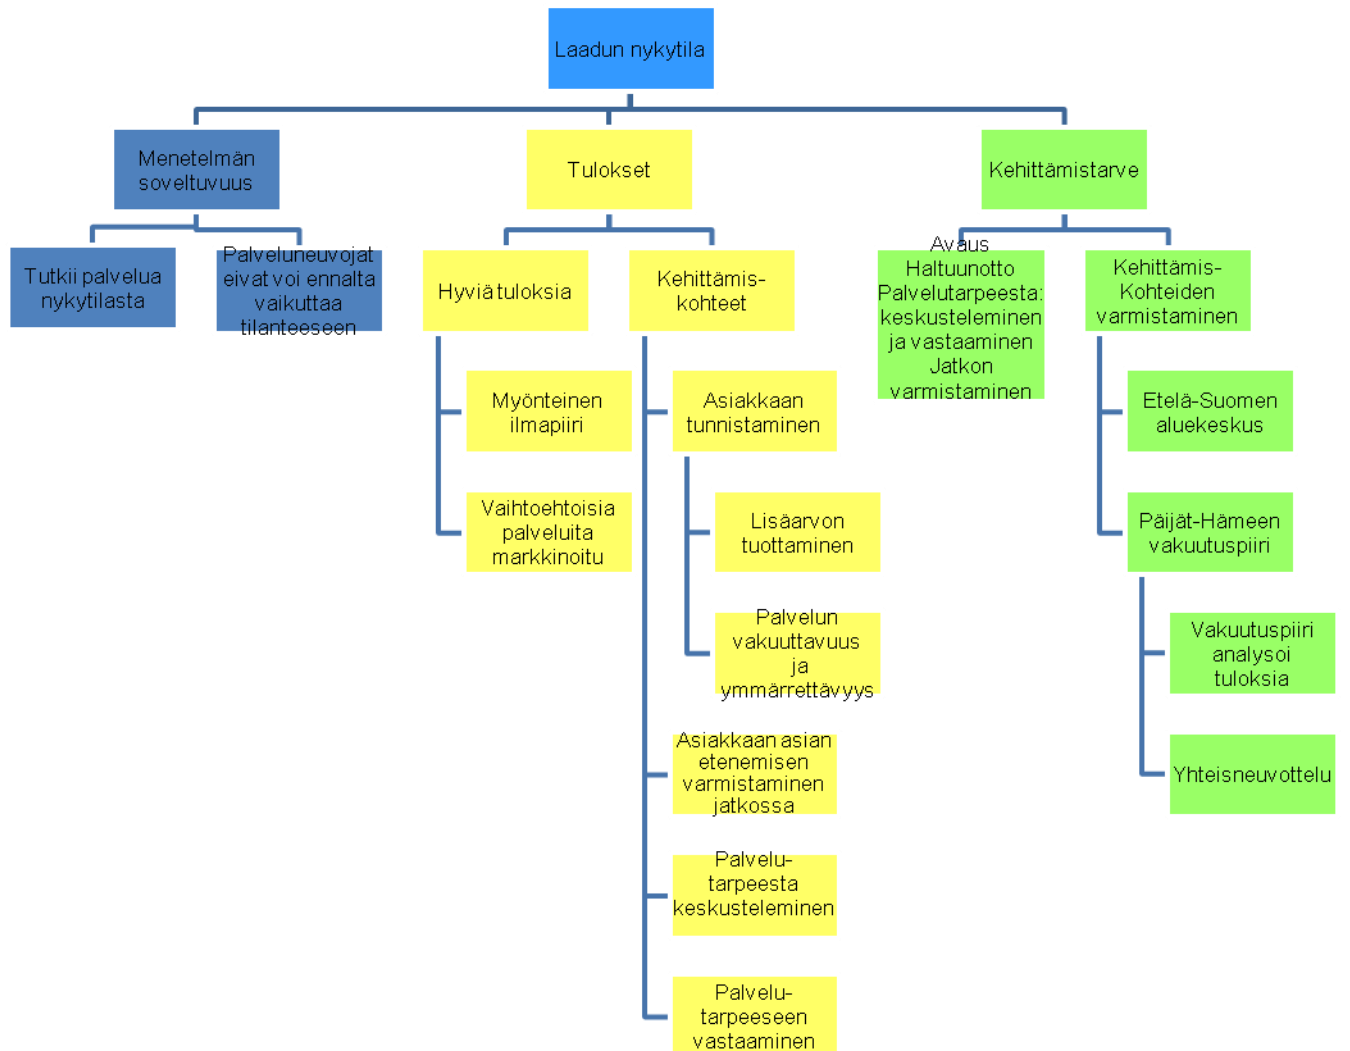 Laadun nykytila
Menetelmän
soveltuvuus
Tulokset
Kehittämistarve
Tutkii palvelua
nykytilasta
Palveluneuvojat
eivat voi ennalta
vaikuttaa
tilanteeseen
Hyviä tuloksia
Kehittämis-
kohteet
Avaus
Haltuunotto
Palvelutarpeesta:
keskusteleminen
ja vastaaminen
Jatkon
varmistaminen
Kehittämis-
Kohteiden
varmistaminen
Myönteinen
ilmapiiri
Vaihtoehtoisia
palveluita
markkinoitu
Asiakkaan
tunnistaminen
Lisäarvon
tuottaminen
Palvelun
vakuuttavuus
ja
ymmärrettävyys
Asiakkaan asian
etenemisen
varmistaminen
jatkossa
Palvelu-
tarpeesta
keskusteleminen
Palvelu-
tarpeeseen
vastaaminen
Etelä-Suomen
aluekeskus
Päijät-Hämeen
vakuutuspiiri
Vakuutuspiiri
analysoi
tuloksia
Yhteisneuvottelu